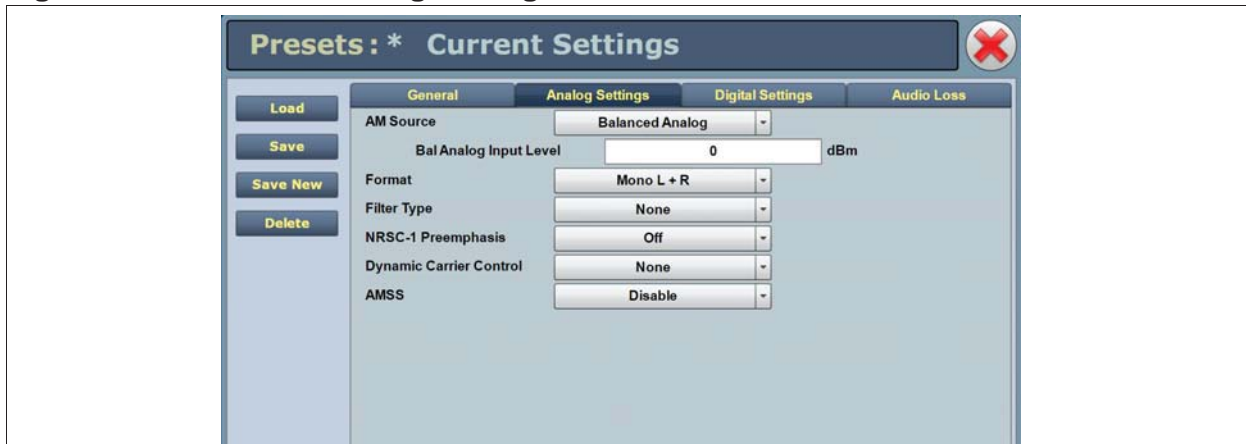 Presets:* Current Settings
Load
Save
Save New
Delete
General Analog Settings Digital Settings Audio Loss
AM Source Balanced Analog
Bal Analog Input Level 0 dBm
Format Mono L + R
Filter Type None
NRSC-1 Preemphasis Off
Dynamic Carrier Control None
AMSS Disable